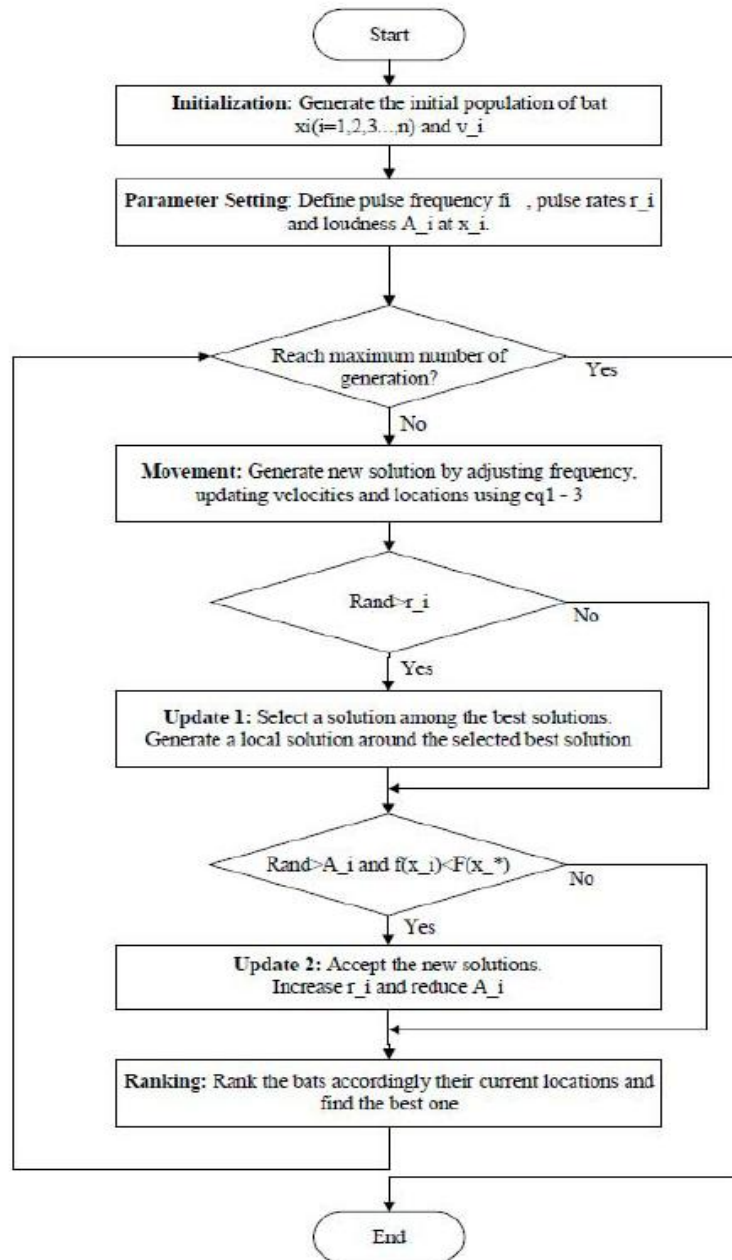 Start
Initialization: Generate the initial population of bat
xi(i=1,2,3...,n) and v_i
Parameter Setting: Define pulse frequency fi , pulse rates r_i
and loudness A_i at x_i.
Reach maximum number of
generation?
Yes
No
Movement: Generate new solution by adjusting frequency,
updating velocities and locations using eq1 - 3
Rand>r_i
No
Yes
Update 1: Select a solution among the best solutions.
Generate a local solution around the selected best solution
Rand>A_i and f(x_i)<F(x_*)
No
Yes
Update 2: Accept the new solutions.
Increase r_i and reduce A_i
Ranking: Rank the bats accordingly their current locations and
find the best one
End